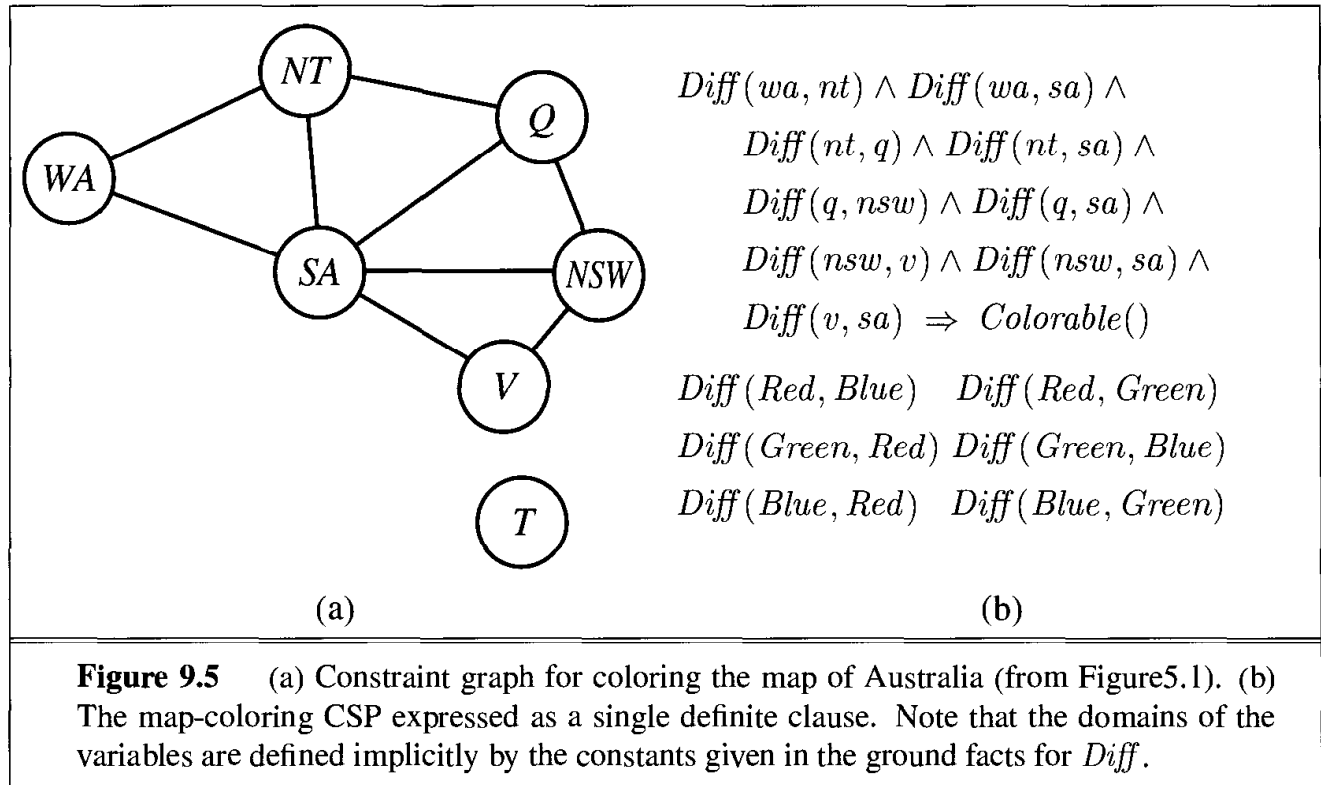 NT
Q
WA
SA
NSW
V
T
(a)
Diff(wa, nt) ∧ Diff(wa, sa) ∧
Diff(nt, q) ∧ Diff(nt, sa) ∧
Diff(q, nsw) ∧ Diff(q, sa) ∧
Diff(nsw, v) ∧ Diff(nsw, sa) ∧
Diff(v, sa) ⇒ Colorable()
Diff(Red, Blue) Diff(Red, Green)
Diff(Green, Red) Diff(Green, Blue)
Diff(Blue, Red) Diff(Blue, Green)
(b)
Figure 9.5 (a) Constraint graph for coloring the map of Australia (from Figure5.1). (b)
The map-coloring CSP expressed as a single definite clause. Note that the domains of the
variables are defined implicitly by the constants given in the ground facts for Diff.